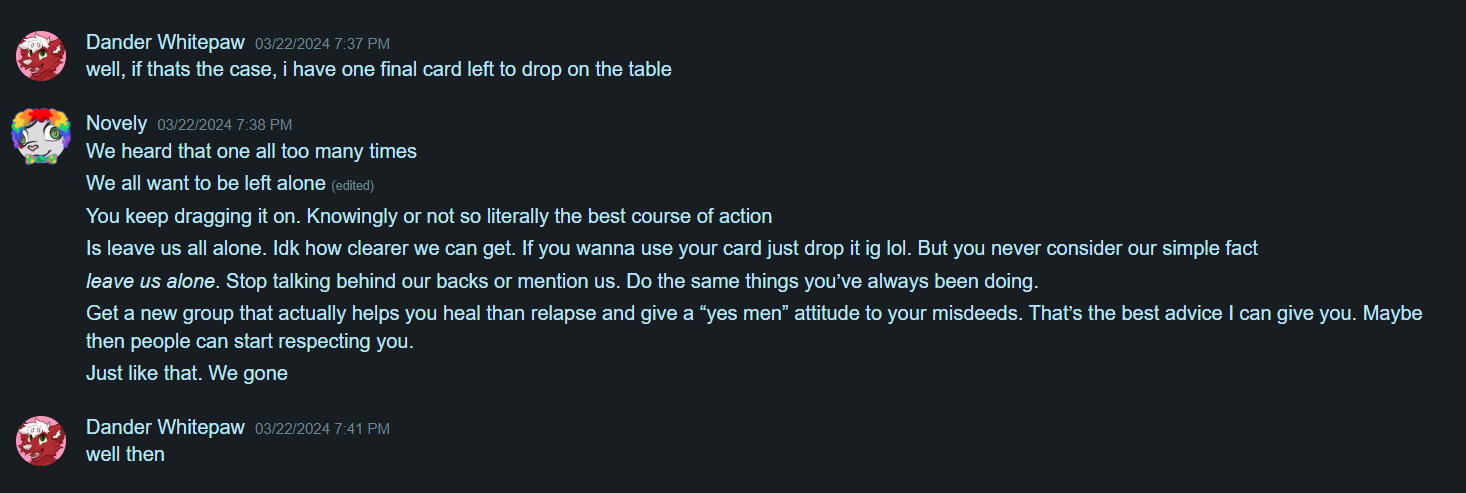 Dander Whitepaw 03/22/2024 7:37 PM
well, if thats the case, i have one final card left to drop on the table
Novely 03/22/2024 7:38 PM
We heard that one all too many times
We all want to be left alone (edited)
You keep dragging it on. Knowingly or not so literally the best course of action
Is leave us all alone. Idk how clearer we can get. If you wanna use your card just drop it ig lol. But you never consider our simple fact
leave us alone. Stop talking behind our backs or mention us. Do the same things you’ve always been doing.
Get a new group that actually helps you heal than relapse and give a “yes men” attitude to your misdeeds. That’s the best advice I can give you. Maybe
then people can start respecting you.
Just like that. We gone
Dander Whitepaw 03/22/2024 7:41 PM
well then